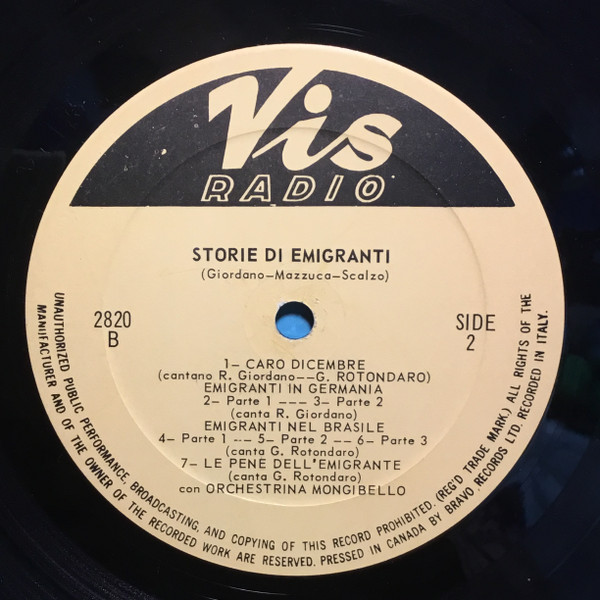 Vis
RADIO
STORIE DI EMIGRANTI
(Giordano-Mazzuca-Scalzo)
2820
B
SIDE
2
1- CARO DICEMBRE
(cantano R. Giordano--G. ROTONDARO)
EMIGRANTI IN GERMANIA
2- Parte 1 --- 3- Parte 2
(canta R. Giordano)
EMIGRANTI NEL BRASILE
4- Parte 1 -- 5- Parte 2 -- 6- Parte 3
(canta G. Rotondaro)
7- LE PENE DELL'EMIGRANTE
(canta G. Rotondaro)
con ORCHESTRINA MONGIBELLO
UNAUTHORIZED PUBLIC PERFORMANCE, BROADCASTING, AND COPYING OF THIS RECORD PROHIBITED. (REG'D TRADE MARK.) ALL RIGHTS OF THE
MANUFACTURER AND OF THE OWNER OF THE RECORDED WORK ARE RESERVED. PRESSED IN CANADA BY BRAVO RECORDS LTD. RECORDED IN ITALY.